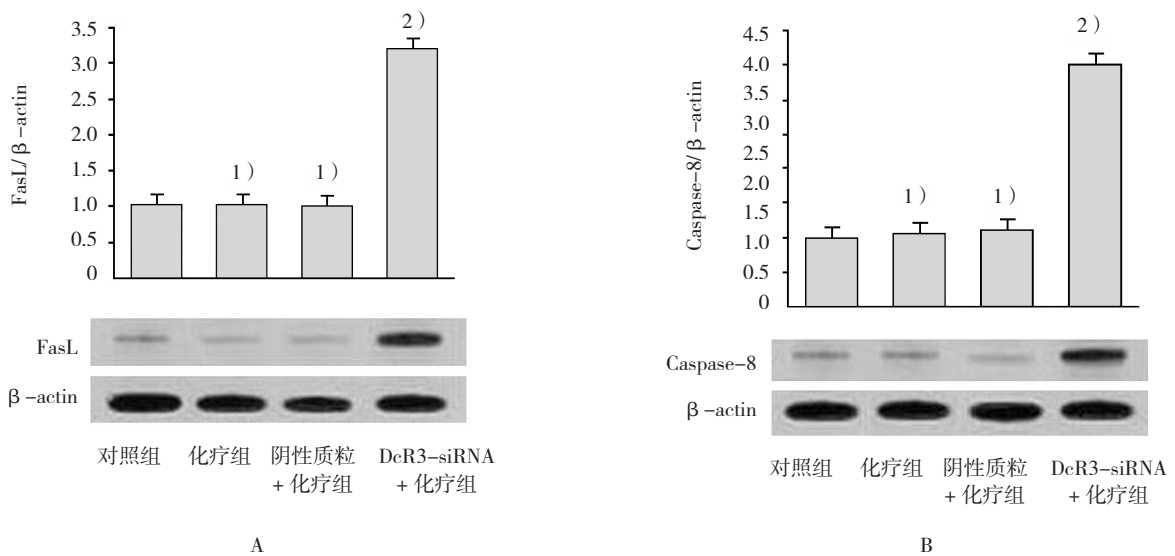 3.5
3.0
2.5
2.0
1.5
1.0
0.5
0
FasL/β-actin
1）
1）
2）
FasL
β-actin
对照组
化疗组
阴性质粒
+化疗组
DcR3-siRNA
+化疗组
A
4.5
4.0
3.5
3.0
2.5
2.0
1.5
1.0
0.5
0
Caspase-8/β-actin
1）
1）
2）
Caspase-8
β-actin
对照组
化疗组
阴性质粒
+化疗组
DcR3-siRNA
+化疗组
B